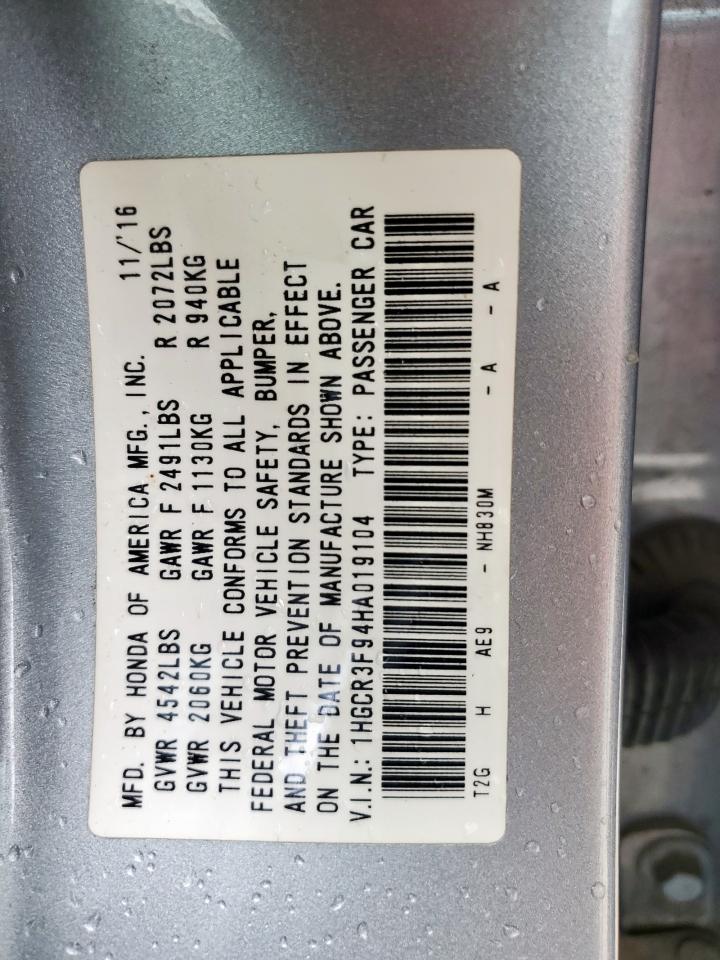 MFD. BY HONDA OF AMERICA MFG., INC. 11/'16
GVWR 4542LBS GAWR F 2491LBS R 2072LBS
GVWR 2060KG GAWR F 1130KG R 940KG
THIS VEHICLE CONFORMS TO ALL APPLICABLE
FEDERAL MOTOR VEHICLE SAFETY, BUMPER,
AND THEFT PREVENTION STANDARDS IN EFFECT
ON THE DATE OF MANUFACTURE SHOWN ABOVE.
V.I.N.: 1HGCR3F94HA019104 TYPE: PASSENGER CAR
T2G H AE9 - NH830M - A - A